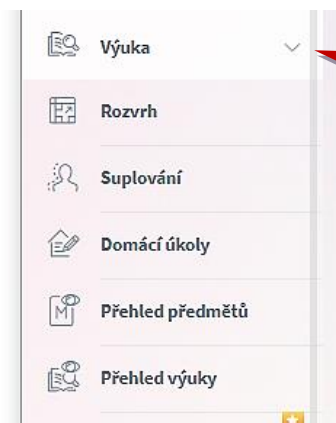 Výuka
Rozvrh
Suplování
Domácí úkoly
Přehled předmětů
Přehled výuky